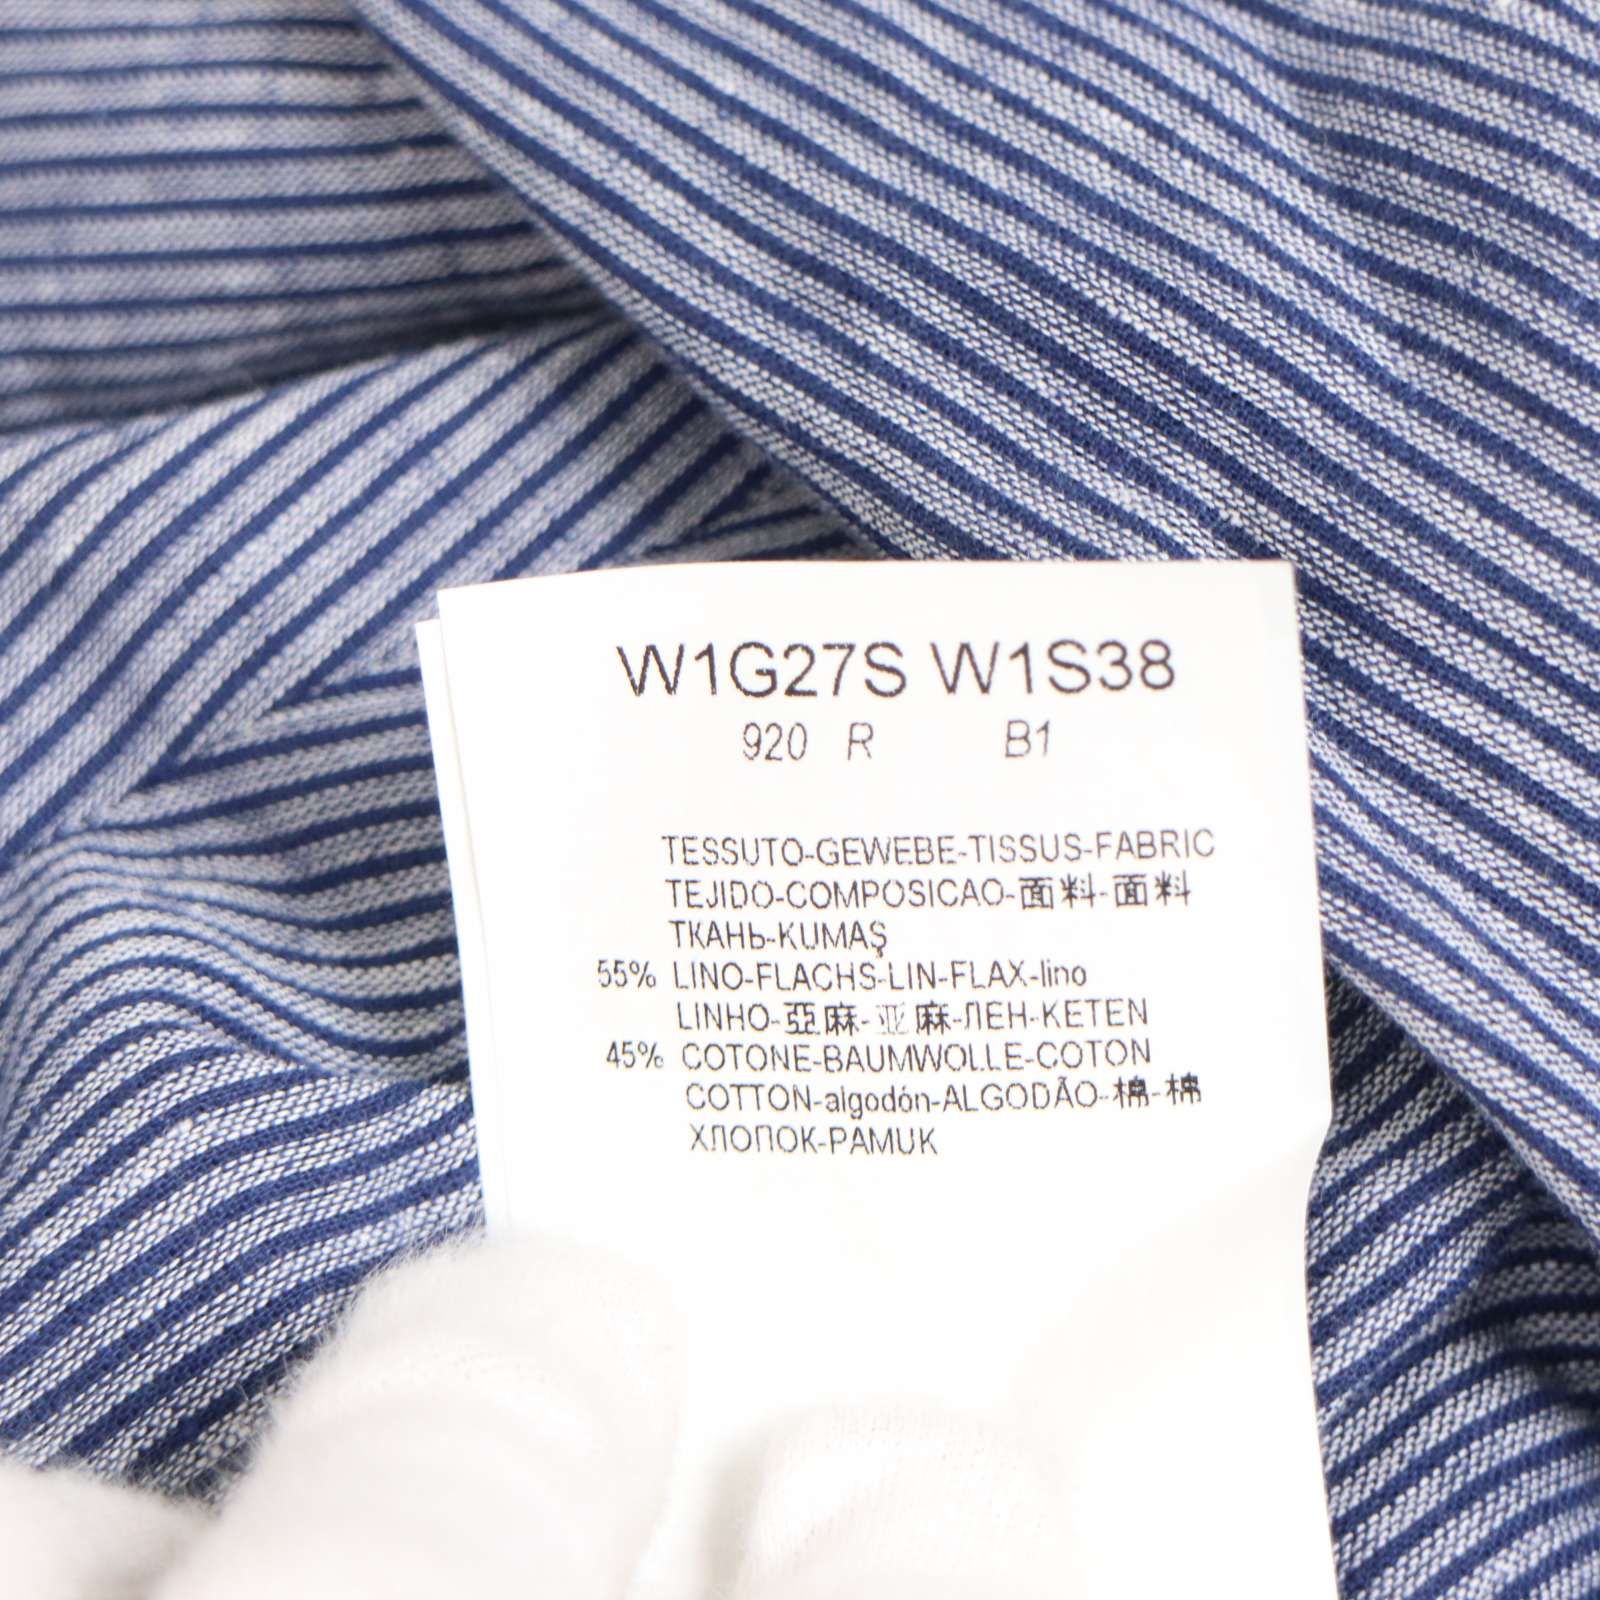 W1G27S W1S38
920 R B1
TESSUTO-GEWEBE-TISSUS-FABRIC
TEJIDO-COMPOSICAO-面料-面料
ТКАНЬ-KUMAŞ
55% LINO-FLACHS-LIN-FLAX-lino
LINHO-亞麻-亚麻-ЛЕН-KETEN
45% COTONE-BAUMWOLLE-COTON
COTTON-algodón-ALGODÃO-棉-棉
ХЛОПОК-PAMUK